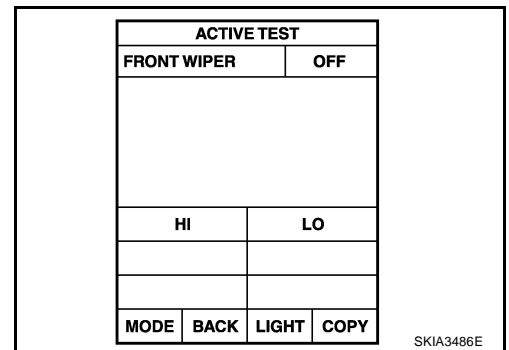 ACTIVE TEST
FRONT WIPER OFF
HI LO
MODE BACK LIGHT COPY
SKIA3486E